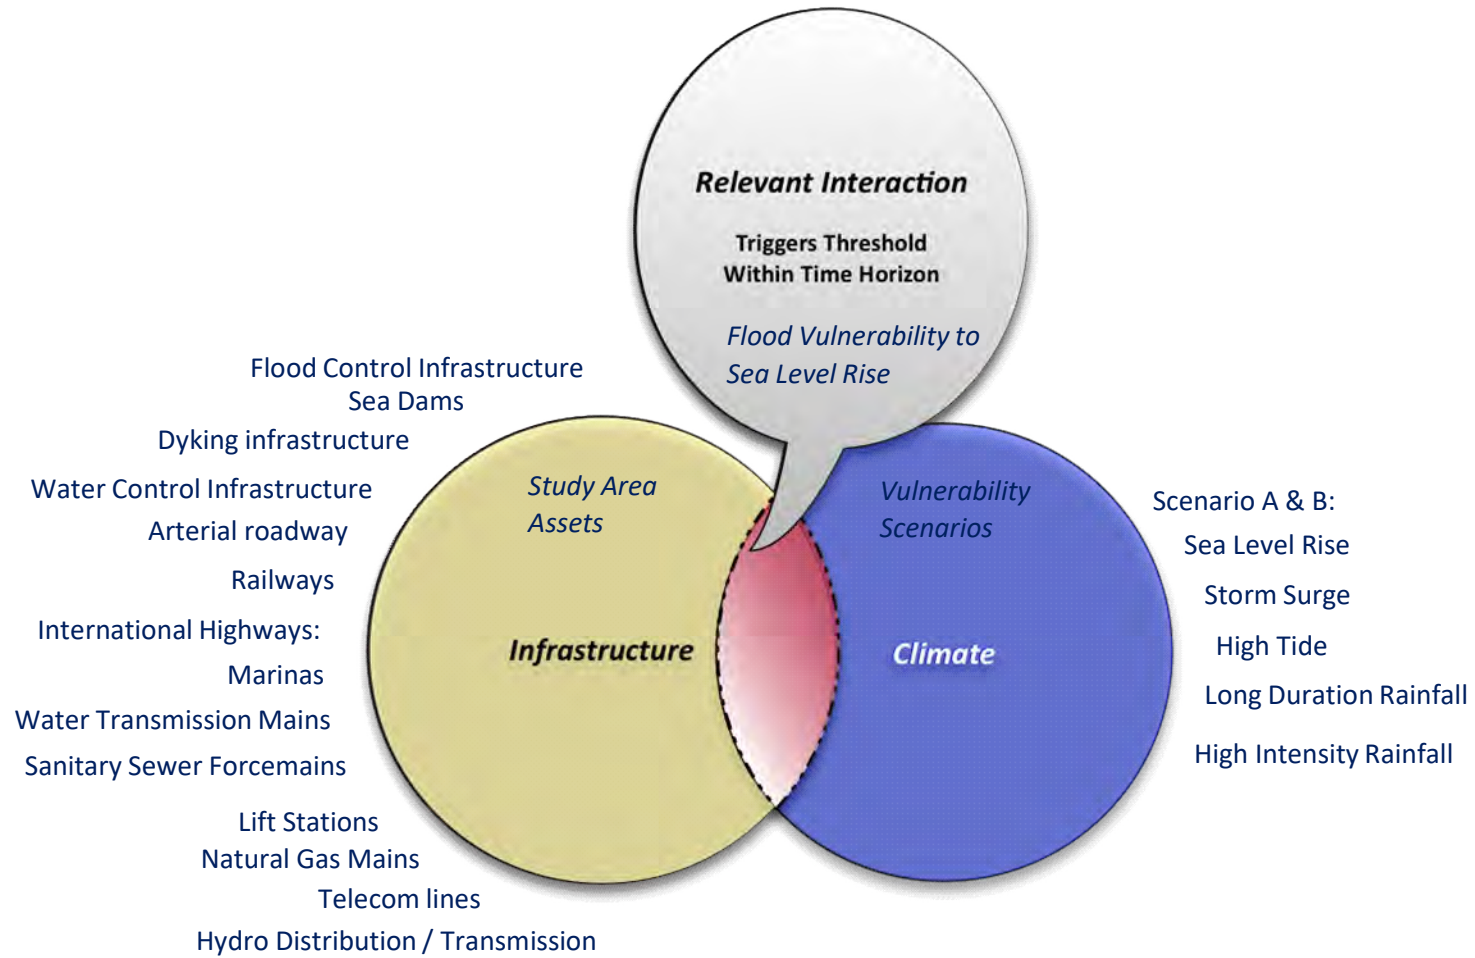 Relevant Interaction
Triggers Threshold
Within Time Horizon
Flood Vulnerability to
Sea Level Rise
Flood Control Infrastructure
Sea Dams
Dyking infrastructure
Water Control Infrastructure
Arterial roadway
Railways
International Highways:
Marinas
Water Transmission Mains
Sanitary Sewer Forcemains
Lift Stations
Natural Gas Mains
Telecom lines
Hydro Distribution / Transmission
Study Area
Assets
Infrastructure
Vulnerability
Scenarios
Climate
Scenario A & B:
Sea Level Rise
Storm Surge
High Tide
Long Duration Rainfall
High Intensity Rainfall